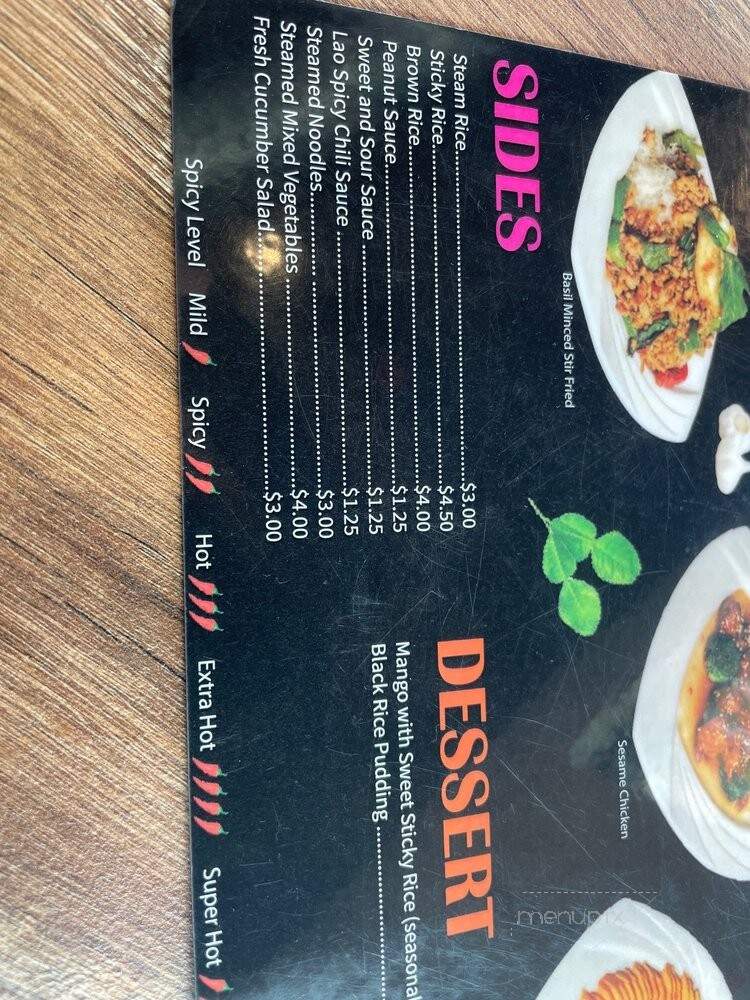 Basil Minced Stir Fried
Sesame Chicken
SIDES
Steam Rice....................$3.00
Sticky Rice....................$4.50
Brown Rice....................$4.00
Peanut Sauce....................$1.25
Sweet and Sour Sauce....................$1.25
Lao Spicy Chili Sauce....................$1.25
Steamed Noodles....................$3.00
Steamed Mixed Vegetables....................$4.00
Fresh Cucumber Salad....................$3.00
DESSERT
Mango with Sweet Sticky Rice (seasonal
Black Rice Pudding ....................
Spicy Level Mild Spicy Hot Extra Hot Super Hot
menupix